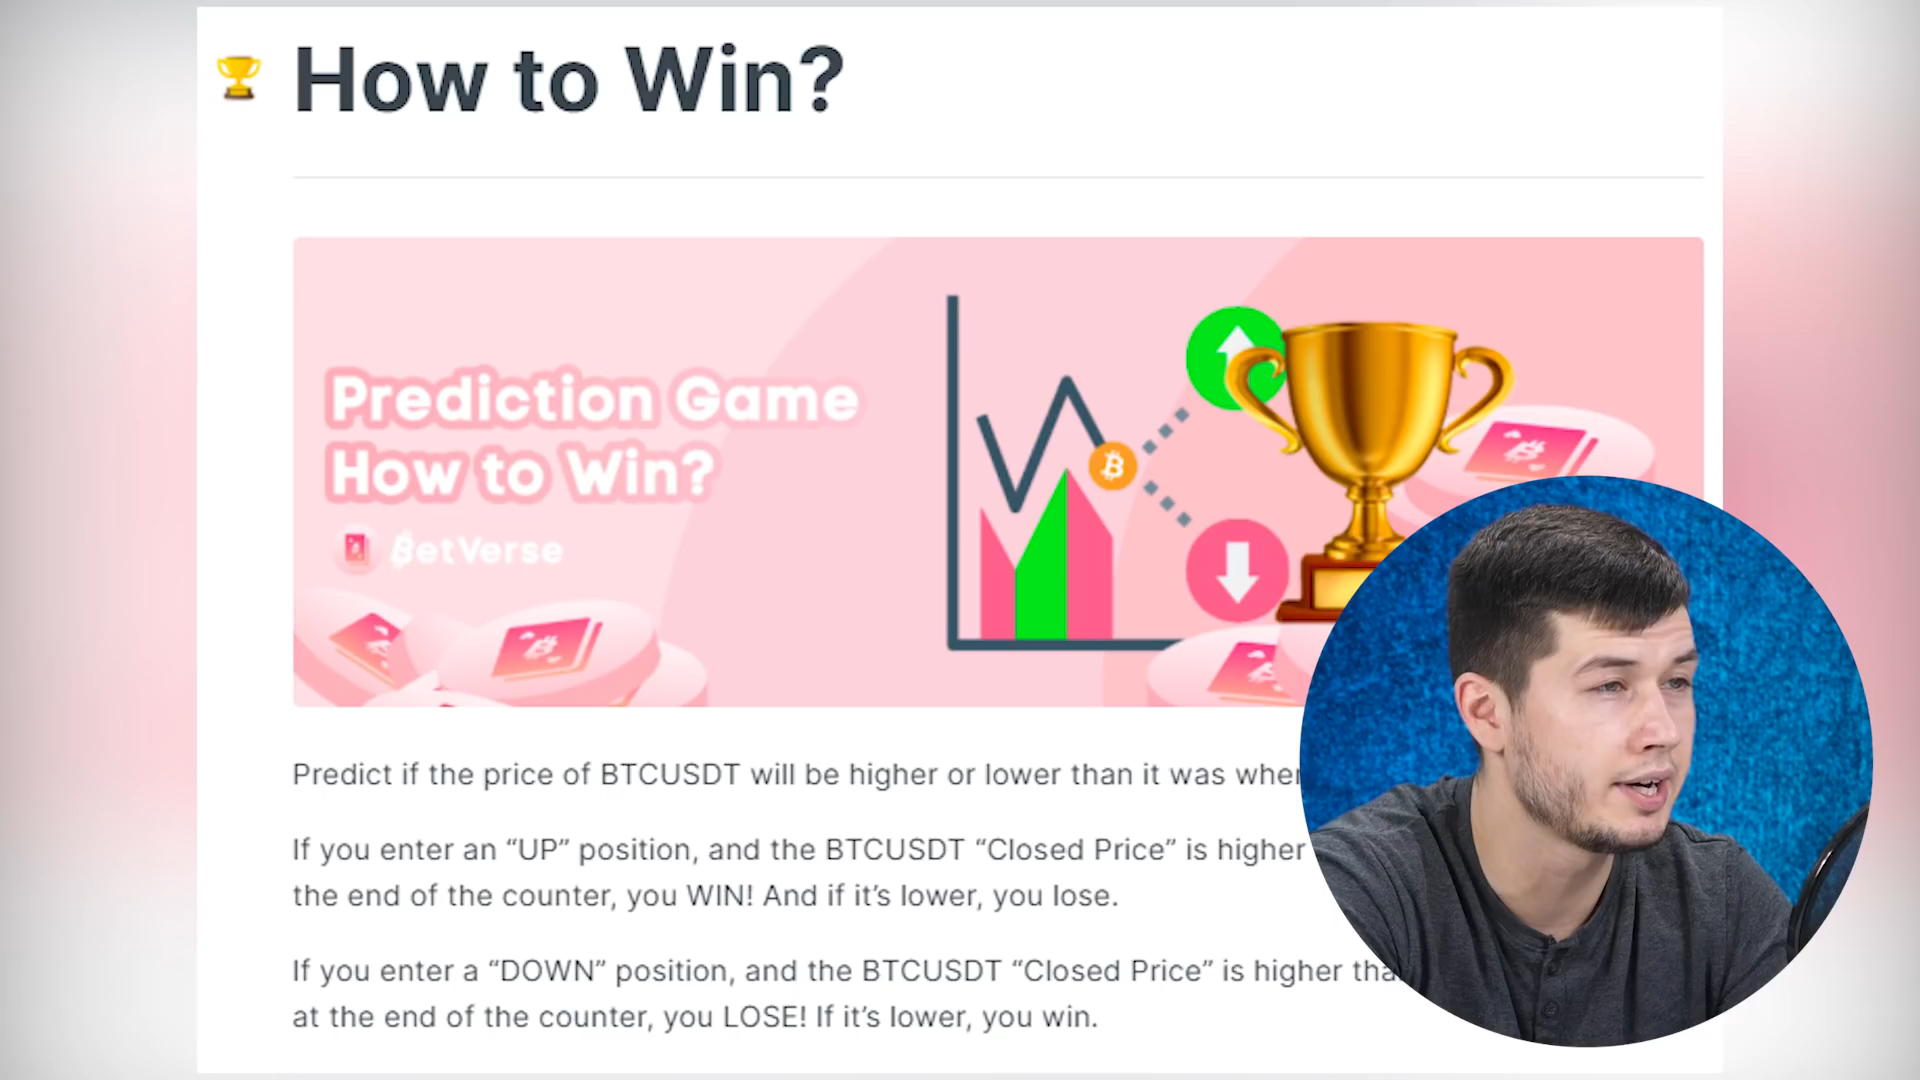 How to Win?
Prediction Game
How to Win?
BetVerse
Predict if the price of BTCUSDT will be higher or lower than it was
If you enter an “UP” position, and the BTCUSDT “Closed Price” is higher
the end of the counter, you WIN! And if it’s lower, you lose.
If you enter a “DOWN” position, and the BTCUSDT “Closed Price” is higher
at the end of the counter, you LOSE! If it’s lower, you win.